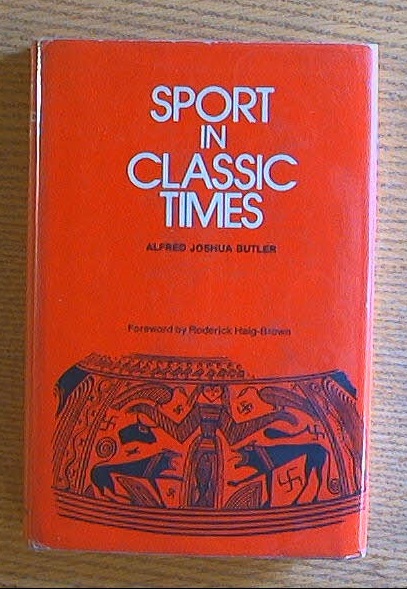 SPORT
IN
CLASSIC
TIMES
ALFRED JOSHUA BUTLER
Foreword by Roderick Haig-Brown